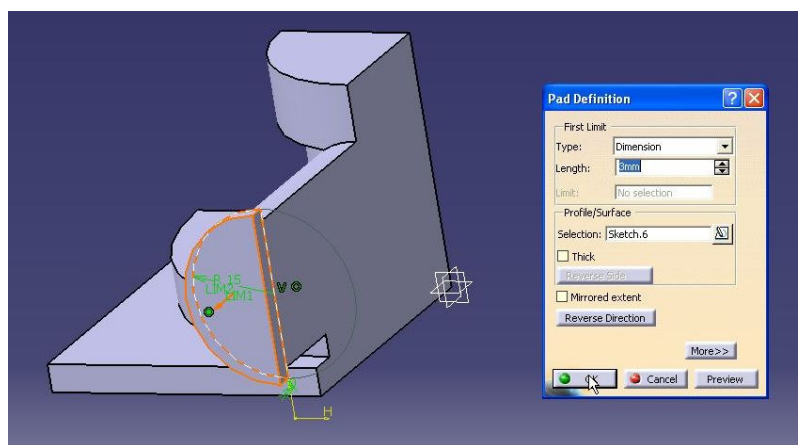 Pad Definition
First Limit
Type: Dimension
Length: 3mm
Limit: No selection
Profile/Surface
Selection: Sketch.6
Thick
Reverse Side
Mirrored extent
Reverse Direction
More>>
OK Cancel Preview
R 15
LIM2
LIM1
V
H